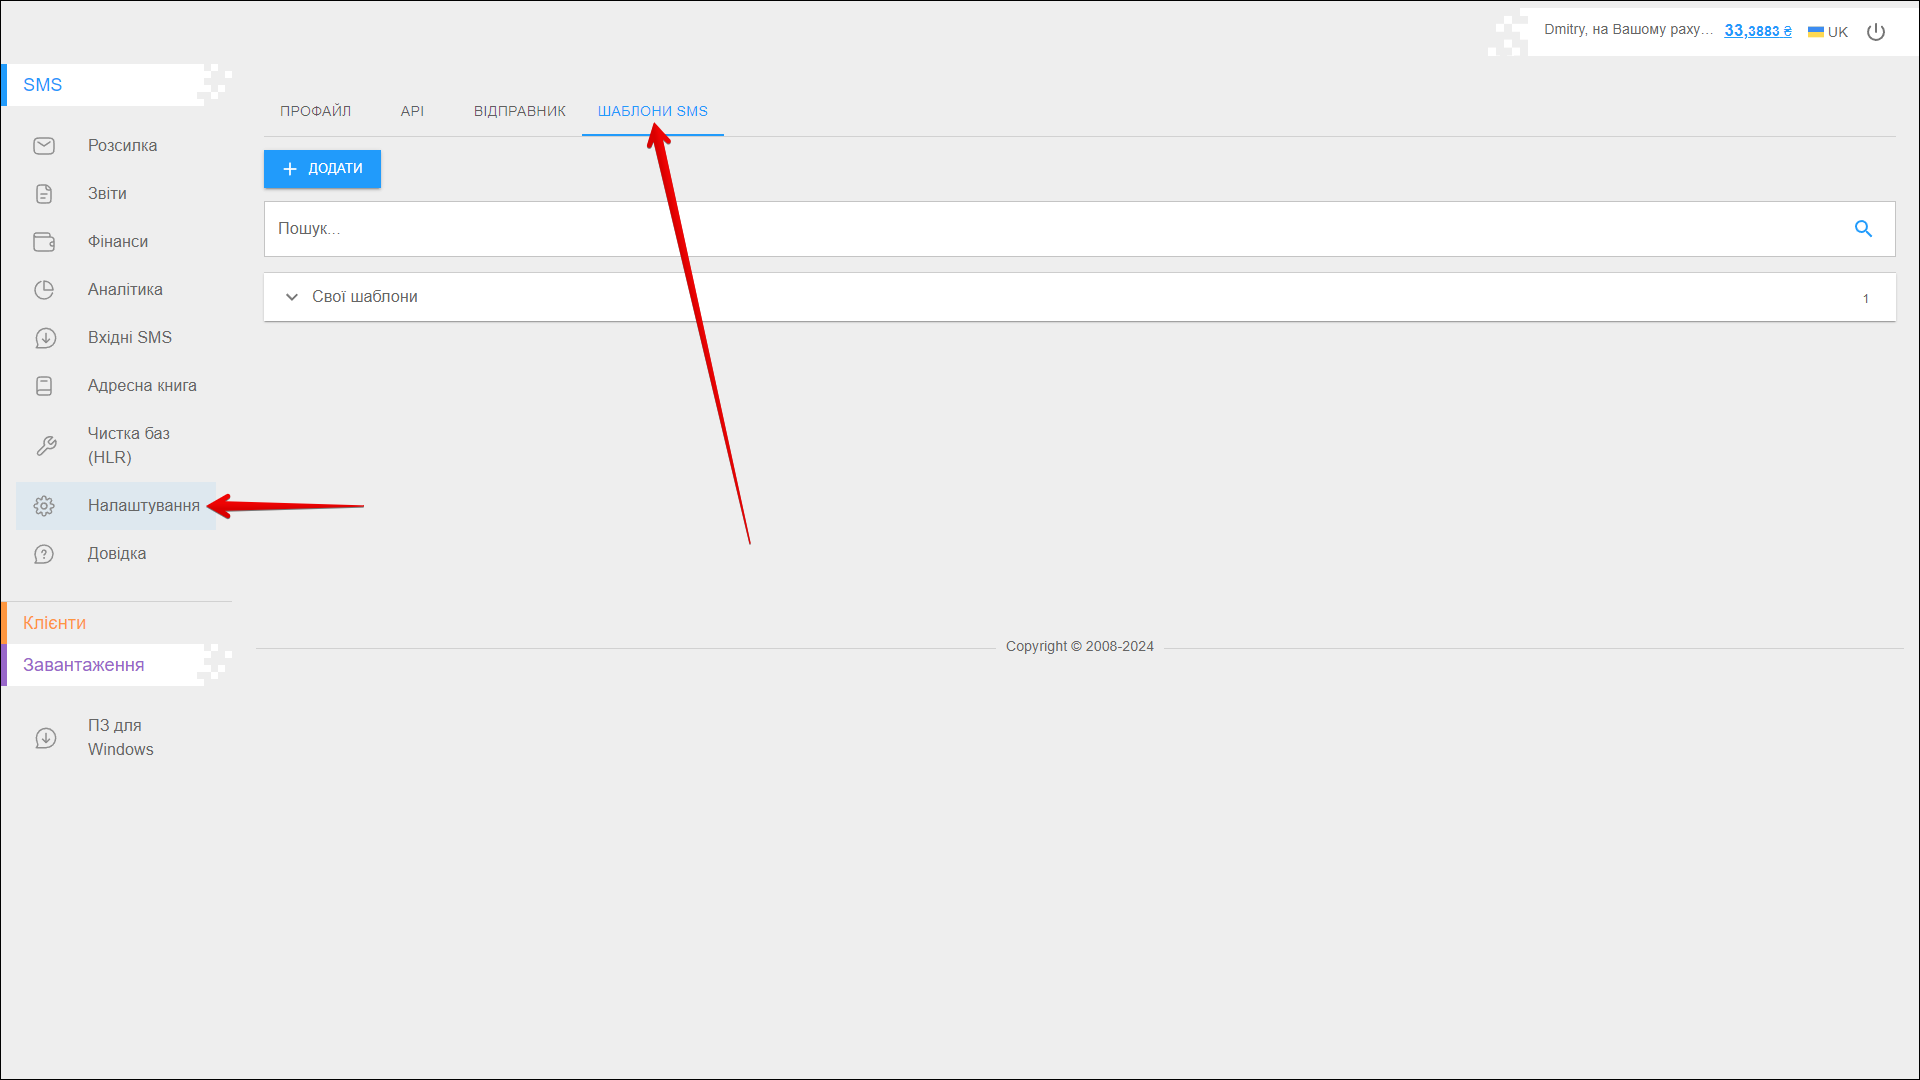 Dmitry, на Вашому раху... 33,3883 ₴ UK
SMS
Розсилка
Звіти
Фінанси
Аналітика
Вхідні SMS
Адресна книга
Чистка баз
(HLR)
Налаштування
Довідка
Клієнти
Завантаження
ПЗ для
Windows
ПРОФАЙЛ API ВІДПРАВНИК ШАБЛОНИ SMS
ДОДАТИ
Пошук...
Свої шаблони 1
Copyright © 2008-2024